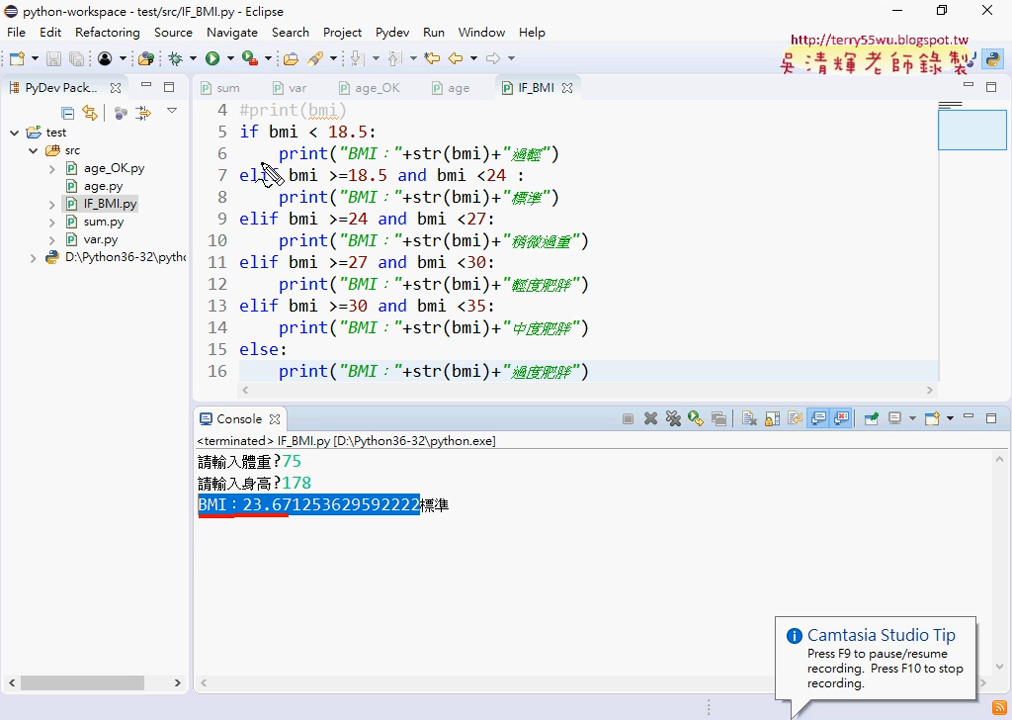 python-workspace - test/src/IF_BMI.py - Eclipse
File Edit Refactoring Source Navigate Search Project Pydev Run Window Help
http://terry55wu.blogspot.tw
吳清輝老師錄製
PyDev Pack... sum var age_OK age IF_BMI
test
src
age_OK.py
age.py
IF_BMI.py
sum.py
var.py
D:\Python36-32\pytho
4 #print(bmi)
5 if bmi < 18.5:
6 print("BMI："+str(bmi)+"過輕")
7 elif bmi >=18.5 and bmi <24 :
8 print("BMI："+str(bmi)+"標準")
9 elif bmi >=24 and bmi <27:
10 print("BMI："+str(bmi)+"稍微過重")
11 elif bmi >=27 and bmi <30:
12 print("BMI："+str(bmi)+"輕度肥胖")
13 elif bmi >=30 and bmi <35:
14 print("BMI："+str(bmi)+"中度肥胖")
15 else:
16 print("BMI："+str(bmi)+"過度肥胖")
Console
<terminated> IF_BMI.py [D:\Python36-32\python.exe]
請輸入體重?75
請輸入身高?178
BMI：23.671253629592222標準
Camtasia Studio Tip
Press F9 to pause/resume
recording. Press F10 to stop
recording.